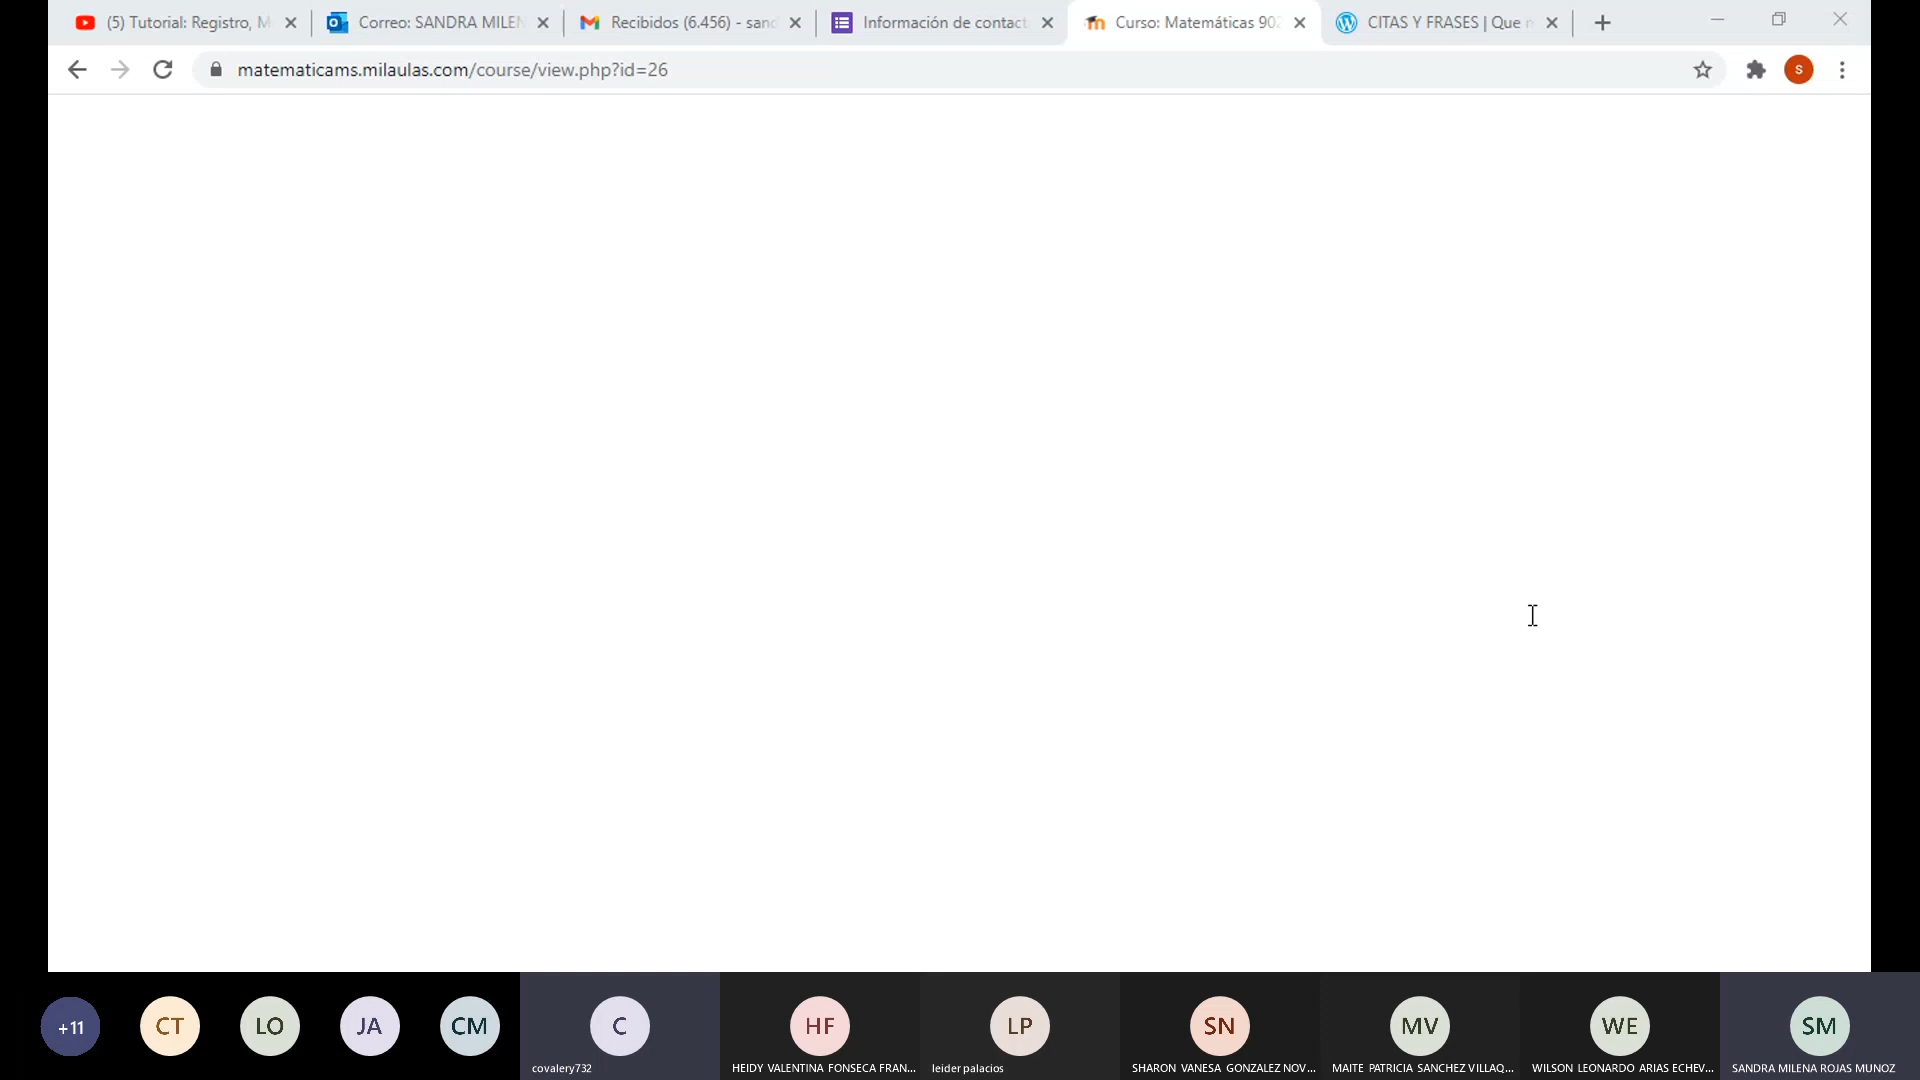 (5) Tutorial: Registro, M
Correo: SANDRA MILEN
Recibidos (6.456) - sand
Información de contact
Curso: Matemáticas 902
CITAS Y FRASES | Que n
matematicams.milaulas.com/course/view.php?id=26
S
+11
CT
LO
JA
CM
C
HF
LP
SN
MV
WE
SM
covalery732
HEIDY VALENTINA FONSECA FRAN...
leider palacios
SHARON VANESA GONZALEZ NOV...
MAITE PATRICIA SANCHEZ VILLAQ...
WILSON LEONARDO ARIAS ECHEV...
SANDRA MILENA ROJAS MUNOZ